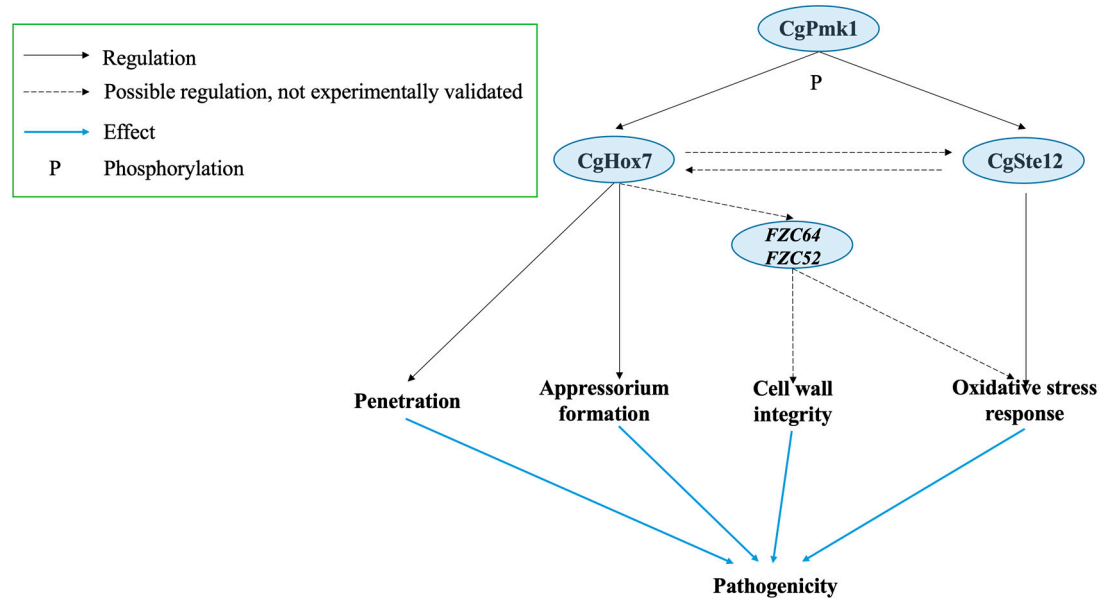 CgPmk1
Regulation
Possible regulation, not experimentally validated
Effect
P Phosphorylation
P
CgHox7
CgSte12
FZC64
FZC52
Penetration
Appressorium
formation
Cell wall
integrity
Oxidative stress
response
Pathogenicity